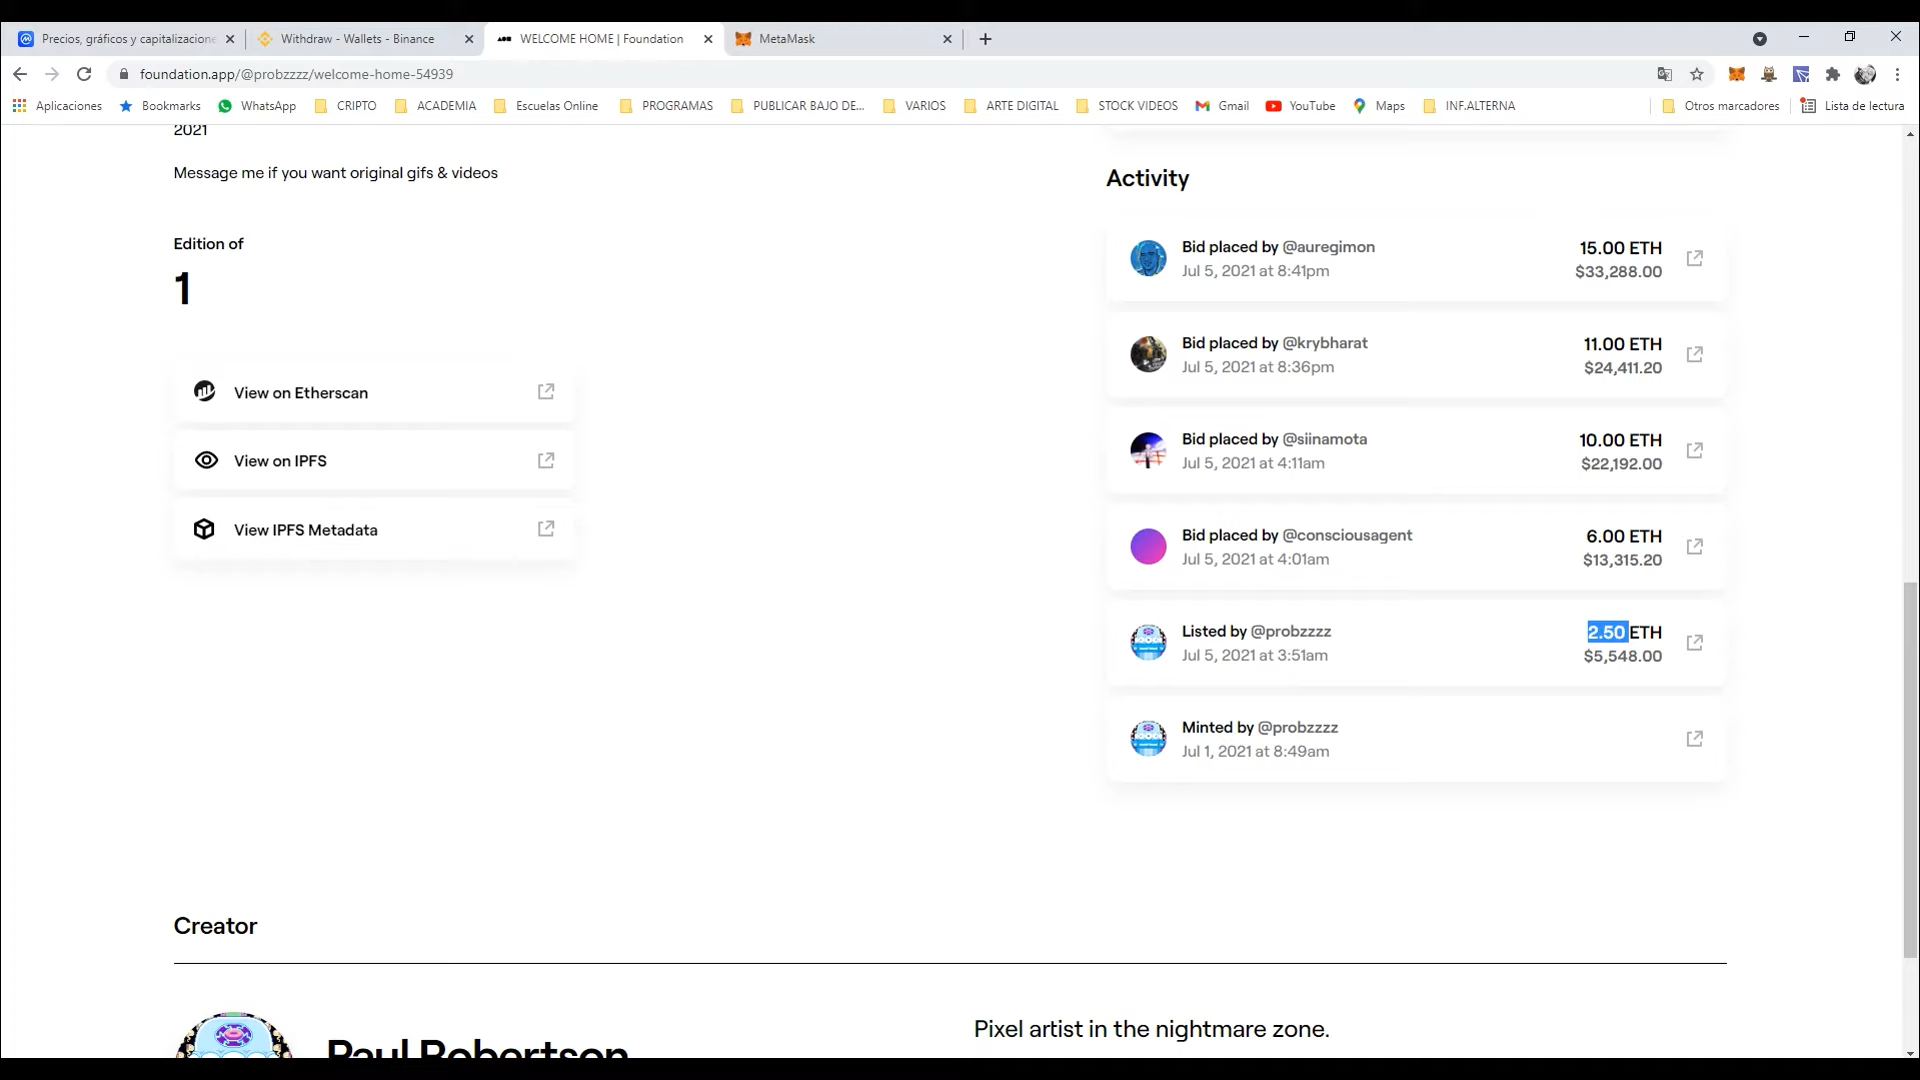 Precios, gráficos y capitalizacione
Withdraw - Wallets - Binance
WELCOME HOME | Foundation
MetaMask
foundation.app/@probzzzz/welcome-home-54939
Aplicaciones
Bookmarks
WhatsApp
CRIPTO
ACADEMIA
Escuelas Online
PROGRAMAS
PUBLICAR BAJO DE...
VARIOS
ARTE DIGITAL
STOCK VIDEOS
Gmail
YouTube
Maps
INF.ALTERNA
Otros marcadores
Lista de lectura
2021
Message me if you want original gifs & videos
Edition of
1
View on Etherscan
View on IPFS
View IPFS Metadata
Activity
Bid placed by @auregimon
15.00 ETH
Jul 5, 2021 at 8:41pm
$33,288.00
Bid placed by @krybharat
11.00 ETH
Jul 5, 2021 at 8:36pm
$24,411.20
Bid placed by @siinamota
10.00 ETH
Jul 5, 2021 at 4:11am
$22,192.00
Bid placed by @consciousagent
6.00 ETH
Jul 5, 2021 at 4:01am
$13,315.20
Listed by @probzzzz
2.50 ETH
Jul 5, 2021 at 3:51am
$5,548.00
Minted by @probzzzz
Jul 1, 2021 at 8:49am
Creator
Paul Robertson
Pixel artist in the nightmare zone.